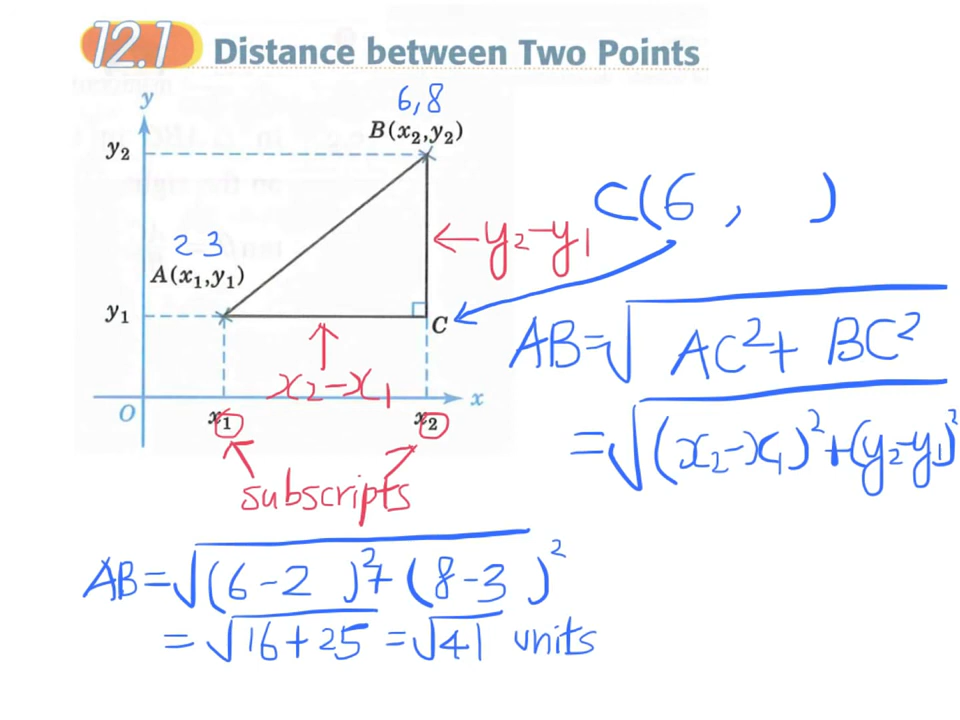 12.1 Distance between Two Points
y
6,8
B(x₂,y₂)
y₂
C(6 , )
← y₂-y₁
2 3
A(x₁,y₁)
y₁
C
AB=√AC²+ BC²
↑
x₂-x₁
O
x
x₁
x₂
=√(x₂-x₁)²+(y₂-y₁)²
subscripts
AB=√(6-2 )²+(8-3 )²
=√16+25 =√41 units